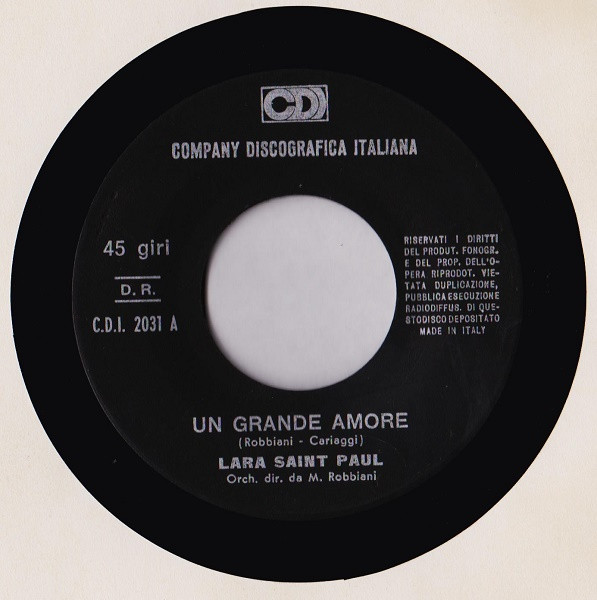 CDI
COMPANY DISCOGRAFICA ITALIANA
45 giri
D. R.
C.D.I. 2031 A
RISERVATI I DIRITTI
DEL PRODUT. FONOGR.
E DEL PROP. DELL'O-
PERA RIPRODOT. VIE-
TATA DUPLICAZIONE,
PUBBLICA ESECUZIONE
RADIODIFFUS. DI QUE-
STO DISCO DEPOSITATO
MADE IN ITALY
UN GRANDE AMORE
(Robbiani - Cariaggi)
LARA SAINT PAUL
Orch. dir. da M. Robbiani